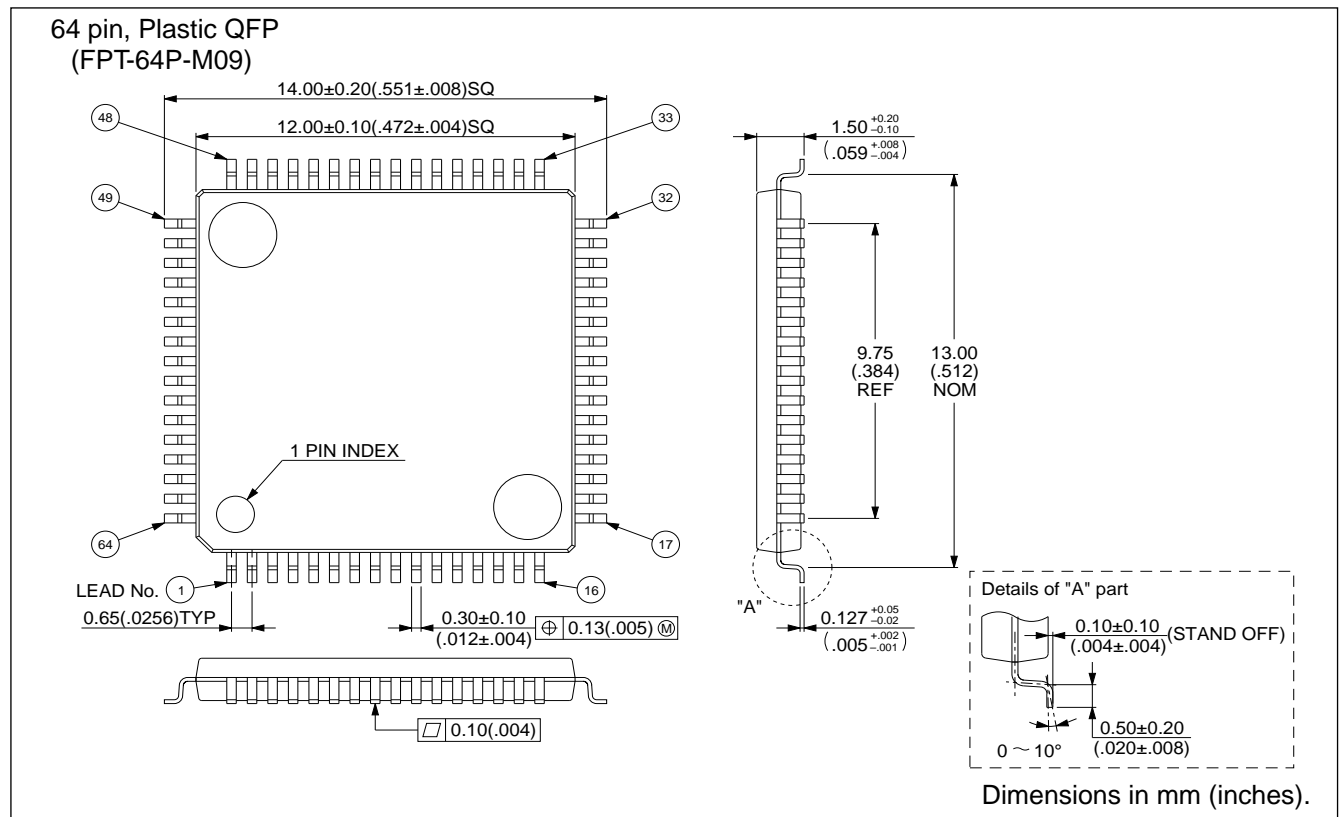 64 pin, Plastic QFP
(FPT-64P-M09)
14.00±0.20(.551±.008)SQ
12.00±0.10(.472±.004)SQ
48
33
49
32
1 PIN INDEX
64
17
LEAD No.
1
16
0.65(.0256)TYP
0.30±0.10
(.012±.004)
⌖ 0.13(.005) Ⓜ
⏥ 0.10(.004)
1.50 +0.20 −0.10
(.059 +.008 −.004)
9.75
(.384)
REF
13.00
(.512)
NOM
"A"
0.127 +0.05 −0.02
(.005 +.002 −.001)
Details of "A" part
0.10±0.10
(.004±.004)
(STAND OFF)
0.50±0.20
(.020±.008)
0 ~ 10°
Dimensions in mm (inches).